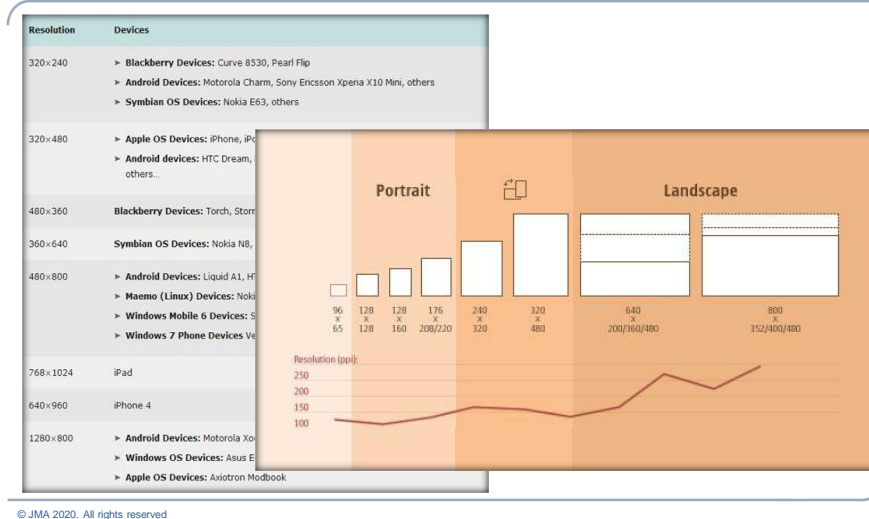 Resolution Devices
320×240
➤ Blackberry Devices: Curve 8530, Pearl Flip
➤ Android Devices: Motorola Charm, Sony Ericsson Xperia X10 Mini, others
➤ Symbian OS Devices: Nokia E63, others
320×480
➤ Apple OS Devices: iPhone,
➤ Android devices: HTC Dream,
others...
480×360 Blackberry Devices: Torch,
360×640 Symbian OS Devices: Nokia N8,
480×800
➤ Android Devices: Liquid A1,
➤ Maemo (Linux) Devices:
➤ Windows Mobile 6 Devices:
➤ Windows 7 Phone Devices
768×1024 iPad
640×960 iPhone 4
1280×800
➤ Android Devices: Motorola
➤ Windows OS Devices: Asus
➤ Apple OS Devices: Axiotron Modbook
Portrait Landscape
96 128 128 176 240 320 640 800
x x x x x x x x
65 128 160 208/220 320 480 200/360/480 352/400/480
Resolution (ppi):
250
200
150
100
© JMA 2020. All rights reserved